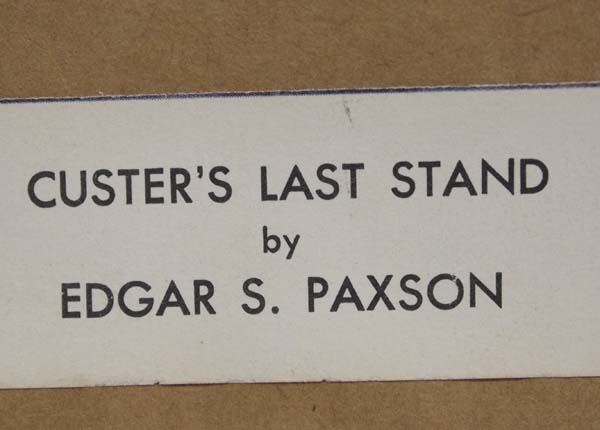 CUSTER'S LAST STAND
by
EDGAR S. PAXSON